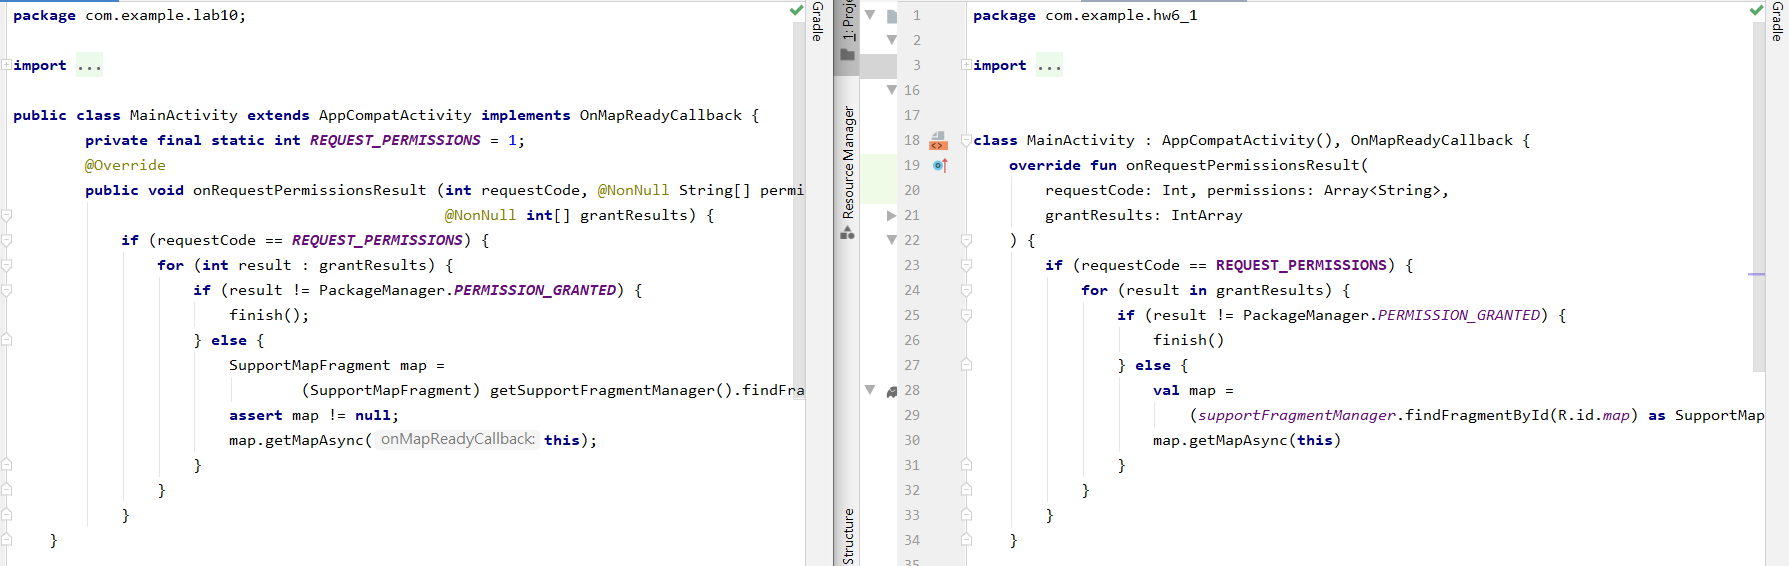 package com.example.lab10;
import ...
public class MainActivity extends AppCompatActivity implements OnMapReadyCallback {
private final static int REQUEST_PERMISSIONS = 1;
@Override
public void onRequestPermissionsResult (int requestCode, @NonNull String[] permi
@NonNull int[] grantResults) {
if (requestCode == REQUEST_PERMISSIONS) {
for (int result : grantResults) {
if (result != PackageManager.PERMISSION_GRANTED) {
finish();
} else {
SupportMapFragment map =
(SupportMapFragment) getSupportFragmentManager().findFra
assert map != null;
map.getMapAsync( onMapReadyCallback: this);
}
}
}
}
Gradle
1: Proje
Resource Manager
Structure
1 package com.example.hw6_1
2
3 import ...
16
17
18 class MainActivity : AppCompatActivity(), OnMapReadyCallback {
19 override fun onRequestPermissionsResult(
20 requestCode: Int, permissions: Array<String>,
21 grantResults: IntArray
22 ) {
23 if (requestCode == REQUEST_PERMISSIONS) {
24 for (result in grantResults) {
25 if (result != PackageManager.PERMISSION_GRANTED) {
26 finish()
27 } else {
28 val map =
29 (supportFragmentManager.findFragmentById(R.id.map) as SupportMap
30 map.getMapAsync(this)
31 }
32 }
33 }
34 }
35
Gradle